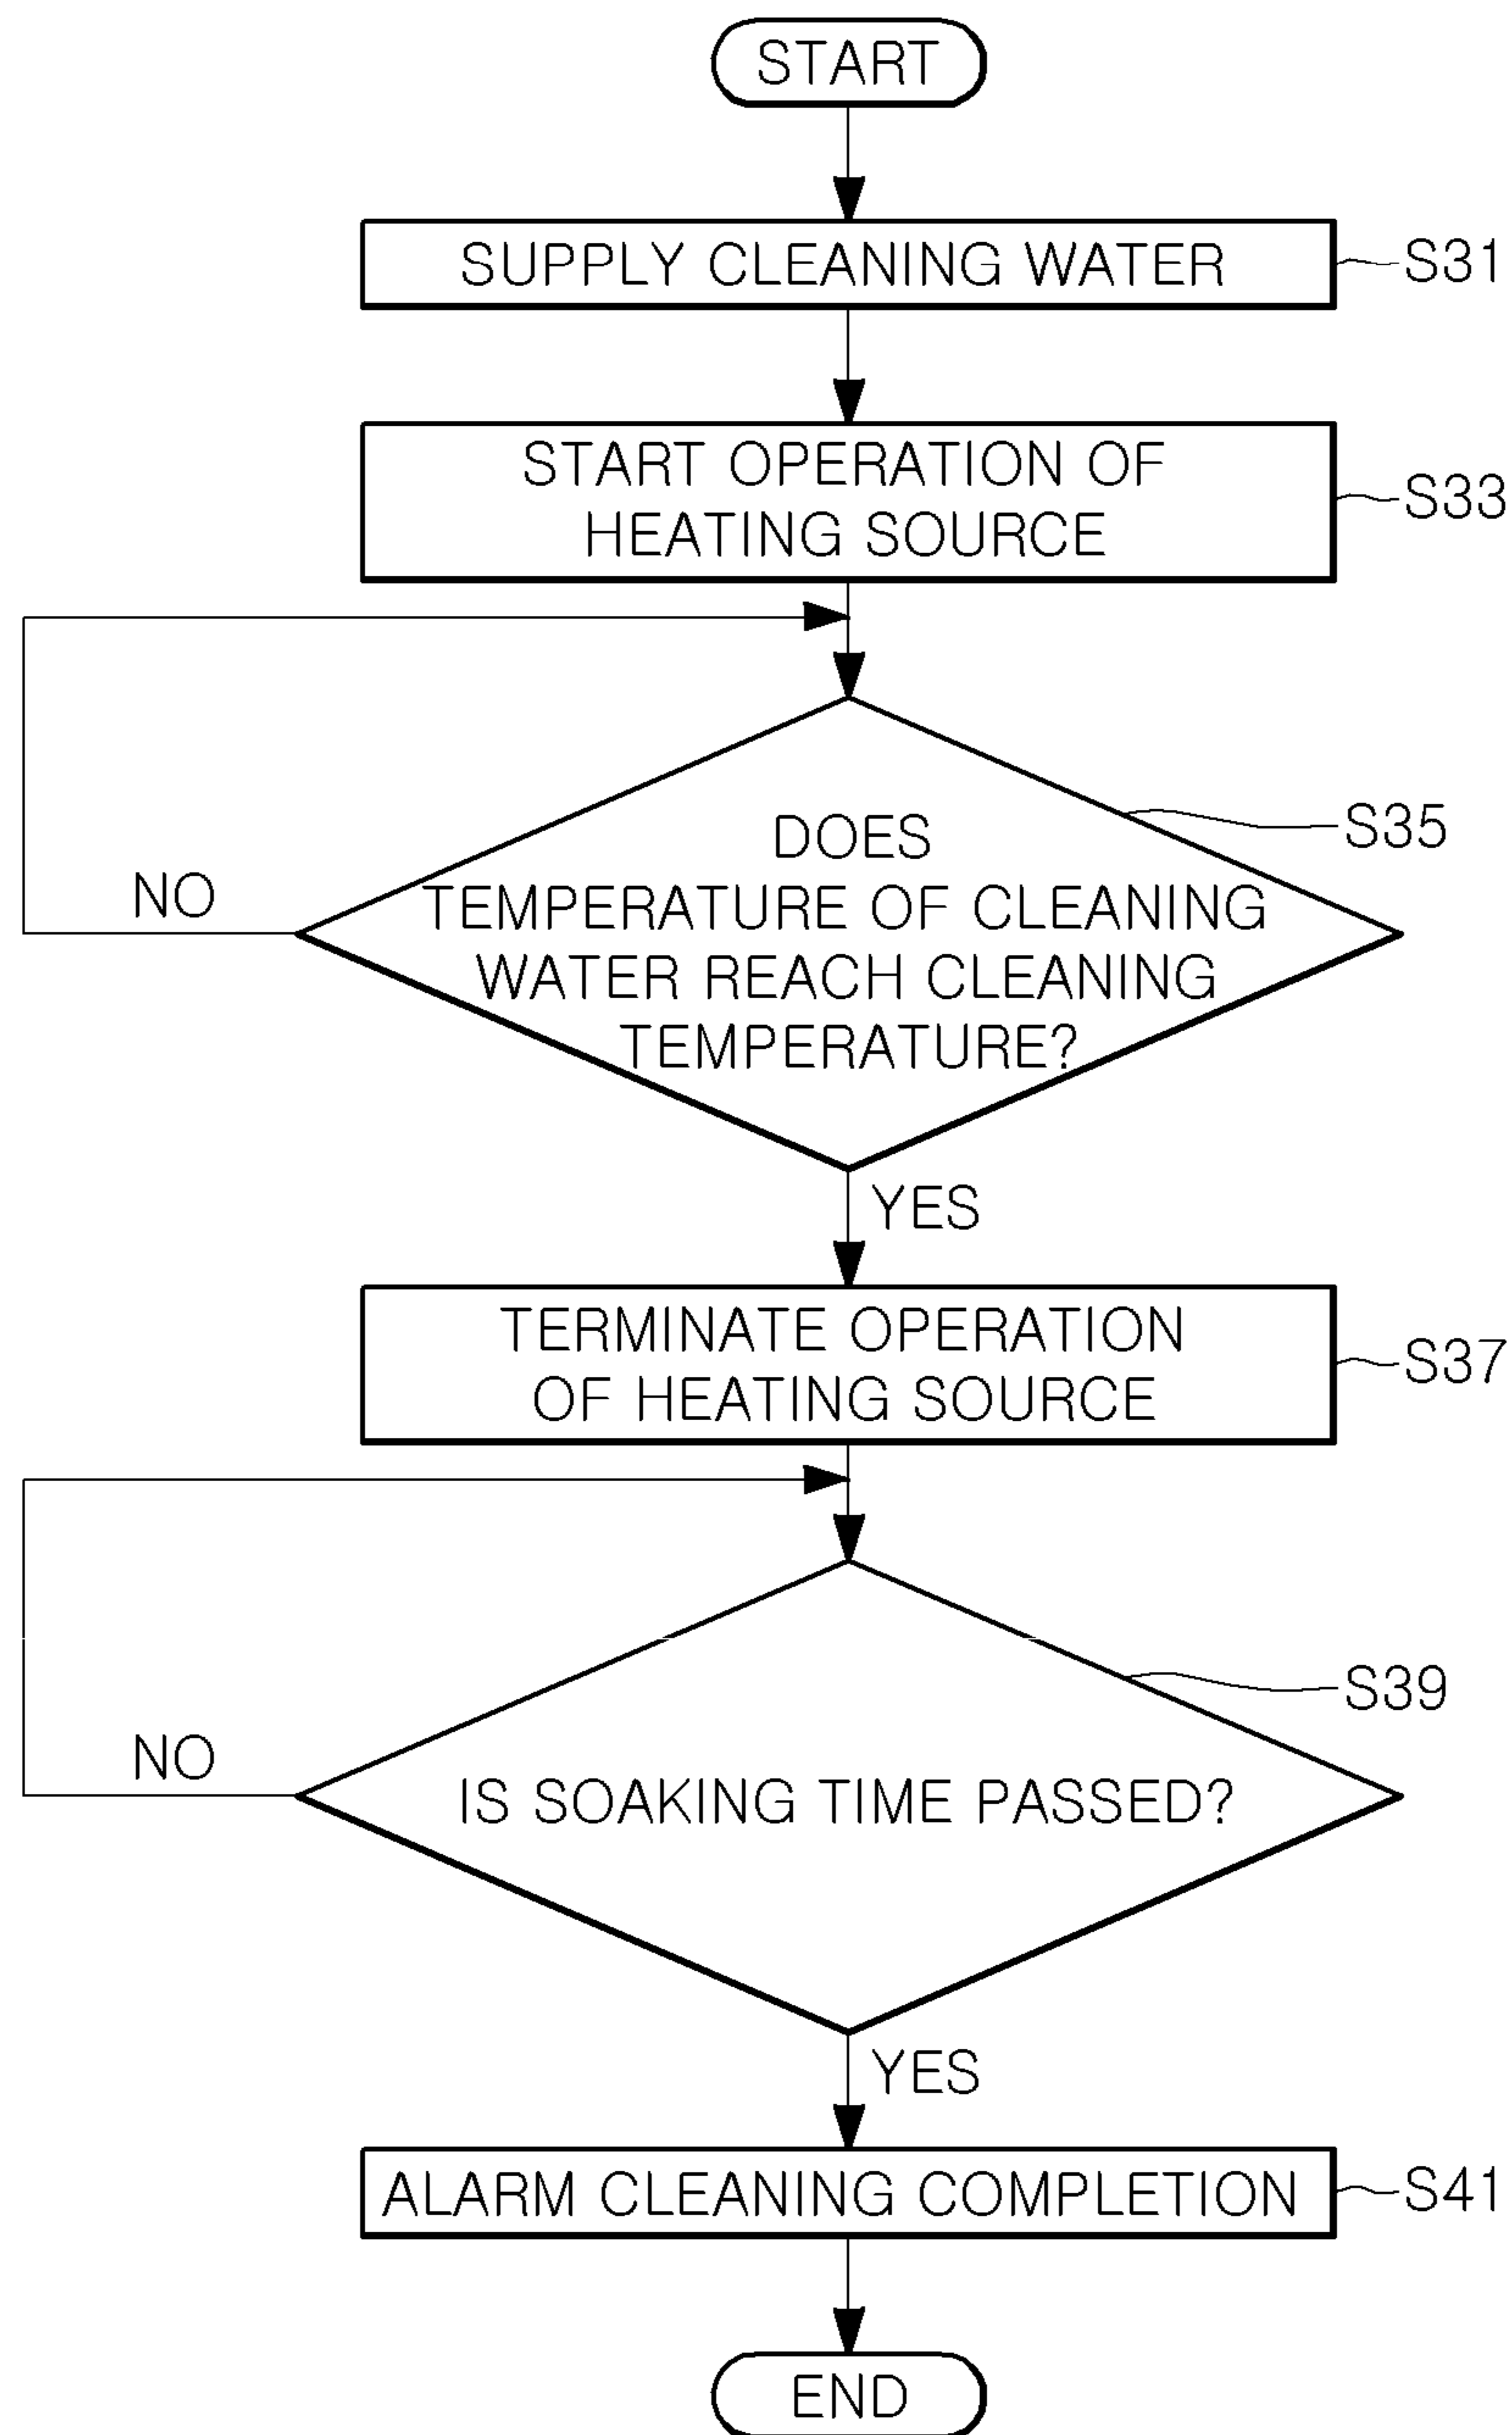 START
SUPPLY CLEANING WATER
S31
START OPERATION OF
HEATING SOURCE
S33
DOES
TEMPERATURE OF CLEANING
WATER REACH CLEANING
TEMPERATURE?
S35
NO
YES
TERMINATE OPERATION
OF HEATING SOURCE
S37
IS SOAKING TIME PASSED?
S39
NO
YES
ALARM CLEANING COMPLETION
S41
END